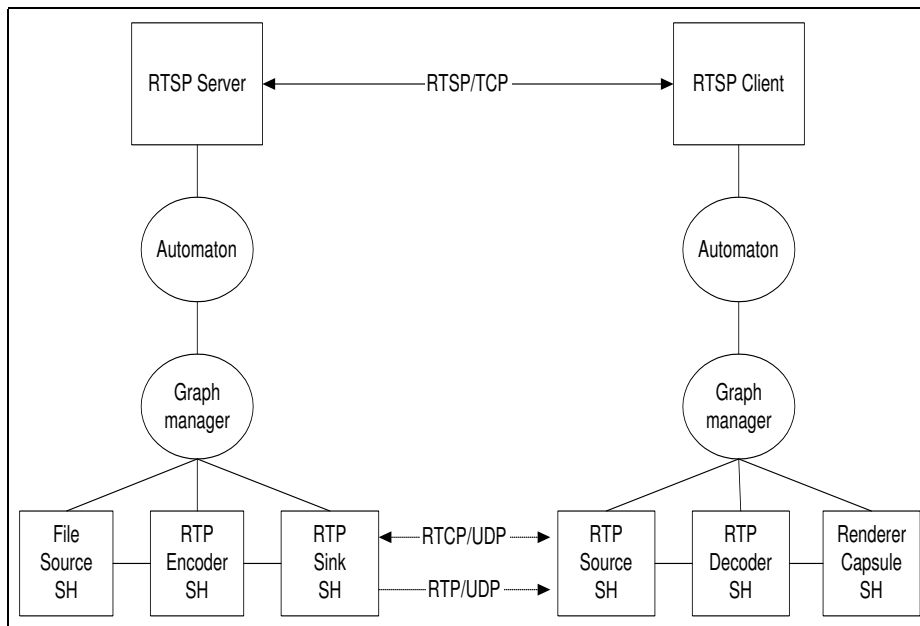 RTSP Server
RTSP/TCP
RTSP Client
Automaton
Automaton
Graph
manager
Graph
manager
File
Source
SH
RTP
Encoder
SH
RTP
Sink
SH
RTCP/UDP
RTP/UDP
RTP
Source
SH
RTP
Decoder
SH
Renderer
Capsule
SH